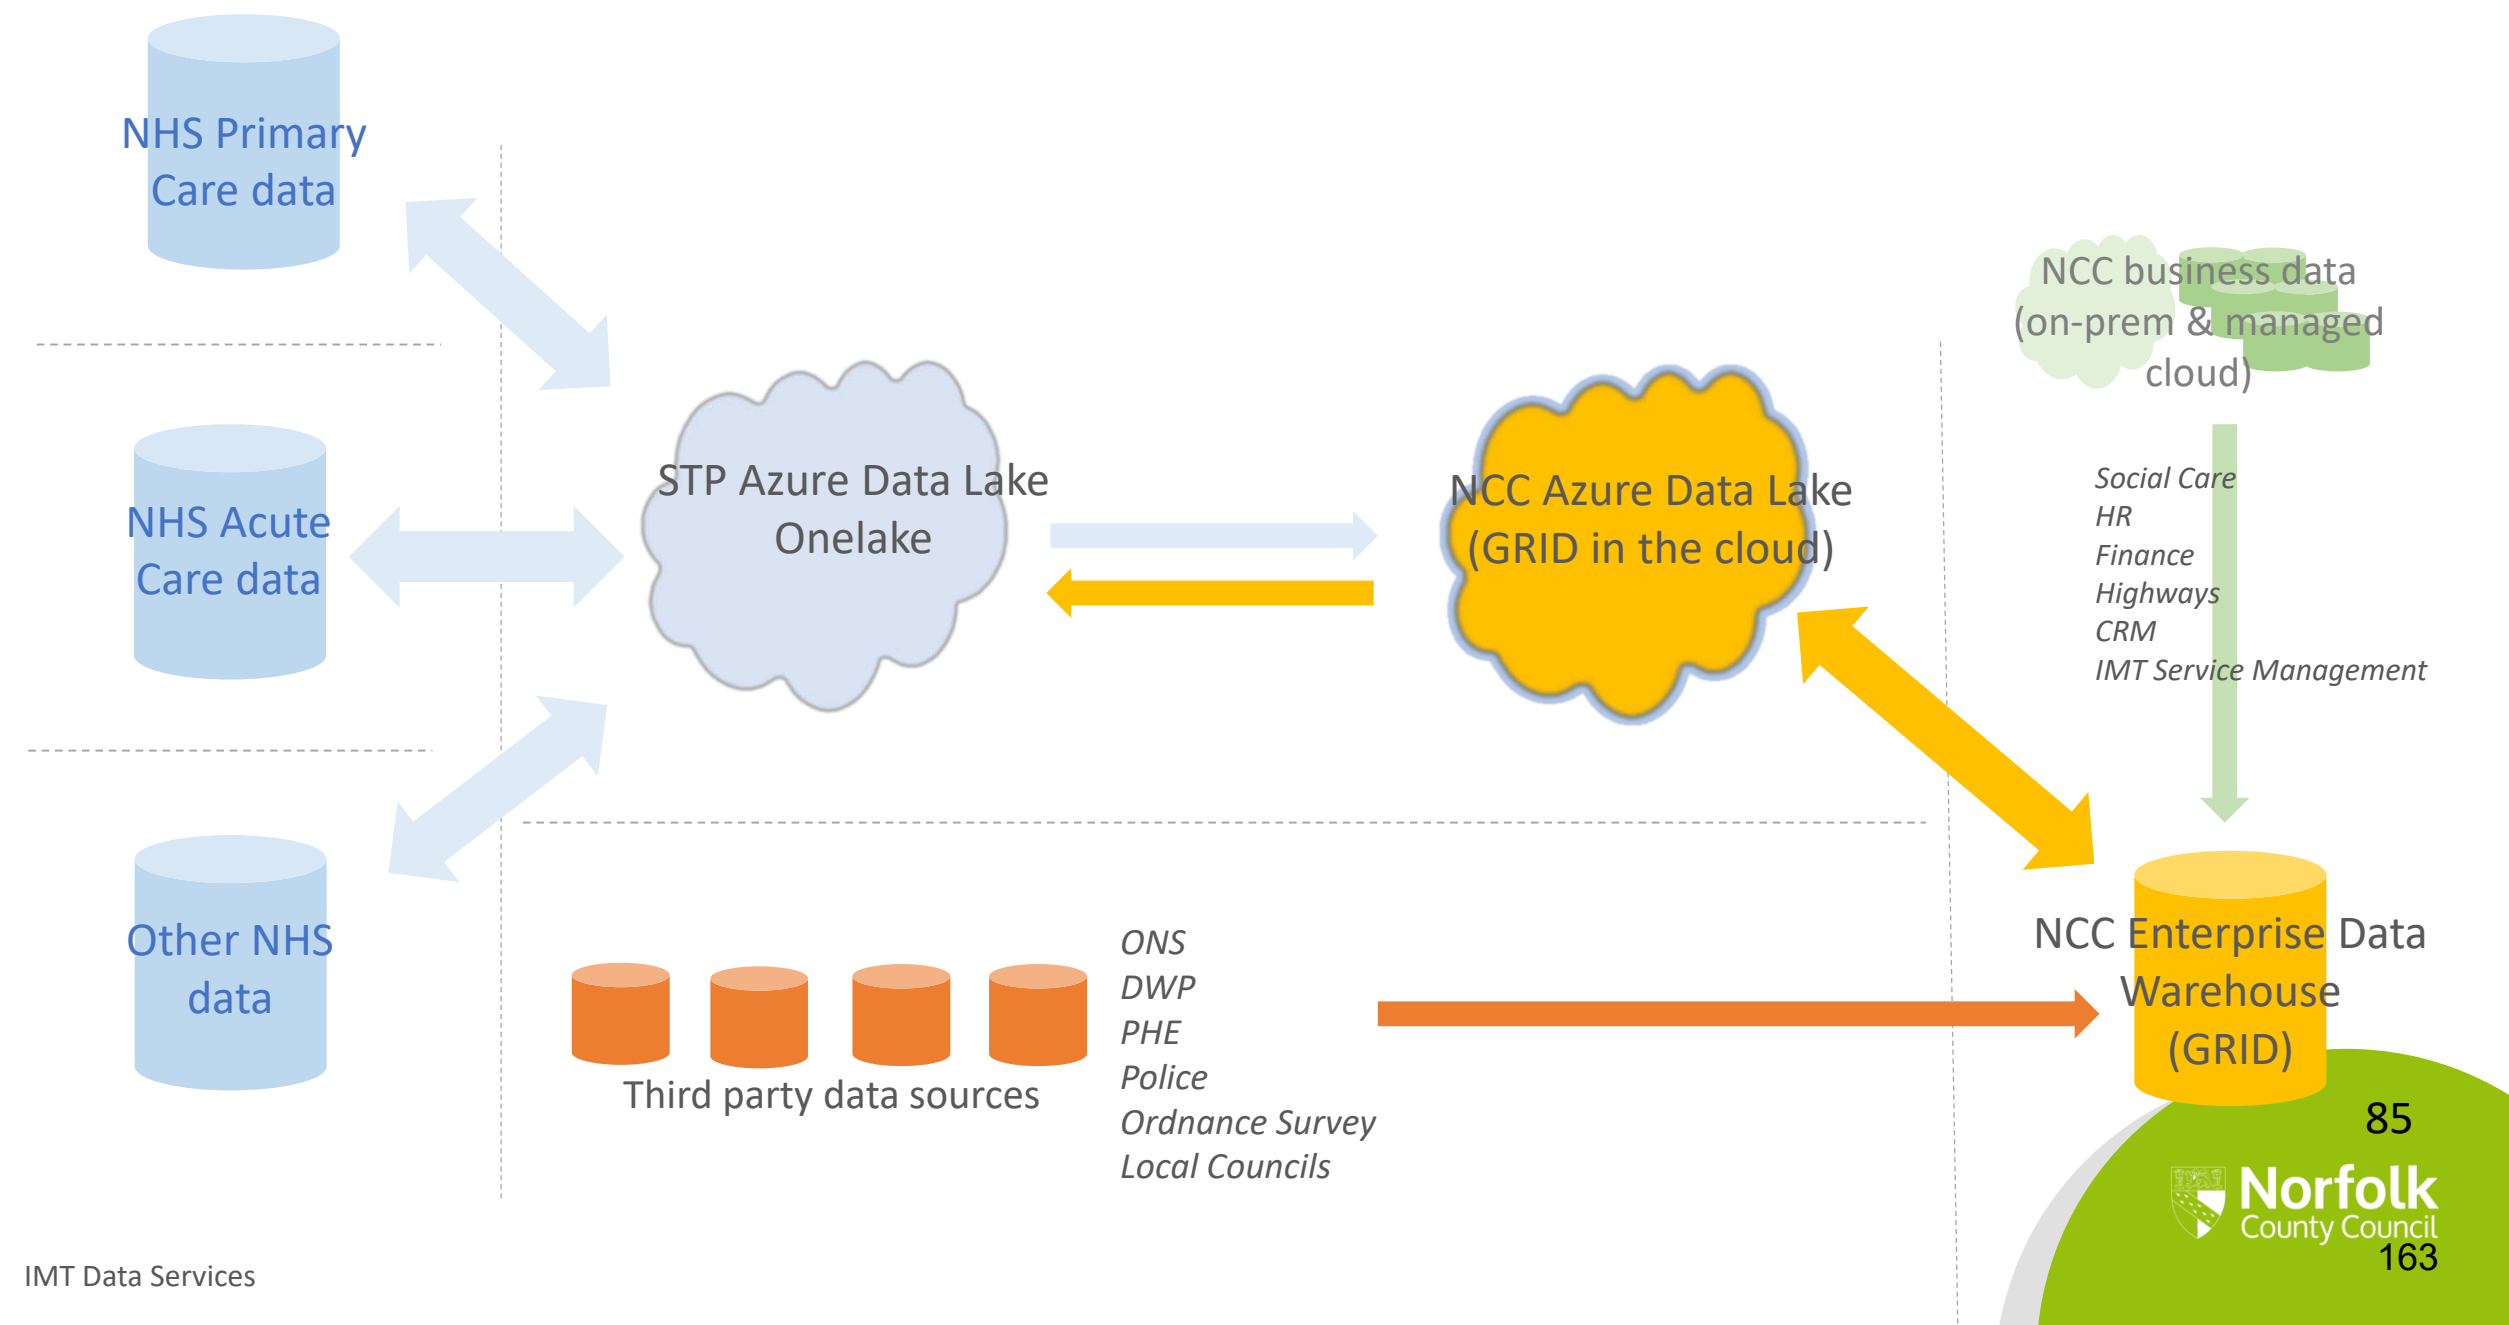 NHS Primary
Care data
NHS Acute
Care data
Other NHS
data
STP Azure Data Lake
Onelake
NCC Azure Data Lake
(GRID in the cloud)
NCC business data
(on-prem & managed
cloud)
Social Care
HR
Finance
Highways
CRM
IMT Service Management
Third party data sources
ONS
DWP
PHE
Police
Ordnance Survey
Local Councils
NCC Enterprise Data
Warehouse
(GRID)
85
Norfolk
County Council
163
IMT Data Services